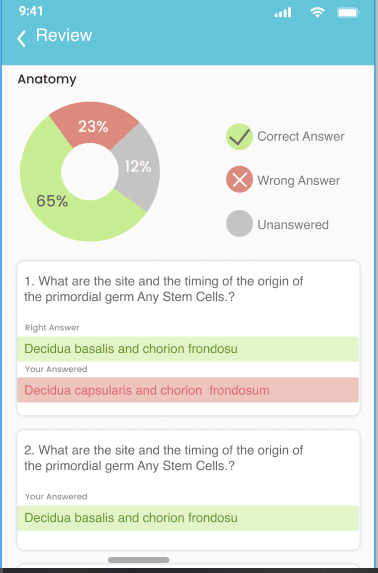 9:41
Review
Anatomy
23%
12%
65%
Correct Answer
Wrong Answer
Unanswered
1. What are the site and the timing of the origin of
the primordial germ Any Stem Cells.?
Right Answer
Decidua basalis and chorion frondosu
Your Answered
Decidua capsularis and chorion frondosum
2. What are the site and the timing of the origin of
the primordial germ Any Stem Cells.?
Your Answered
Decidua basalis and chorion frondosu